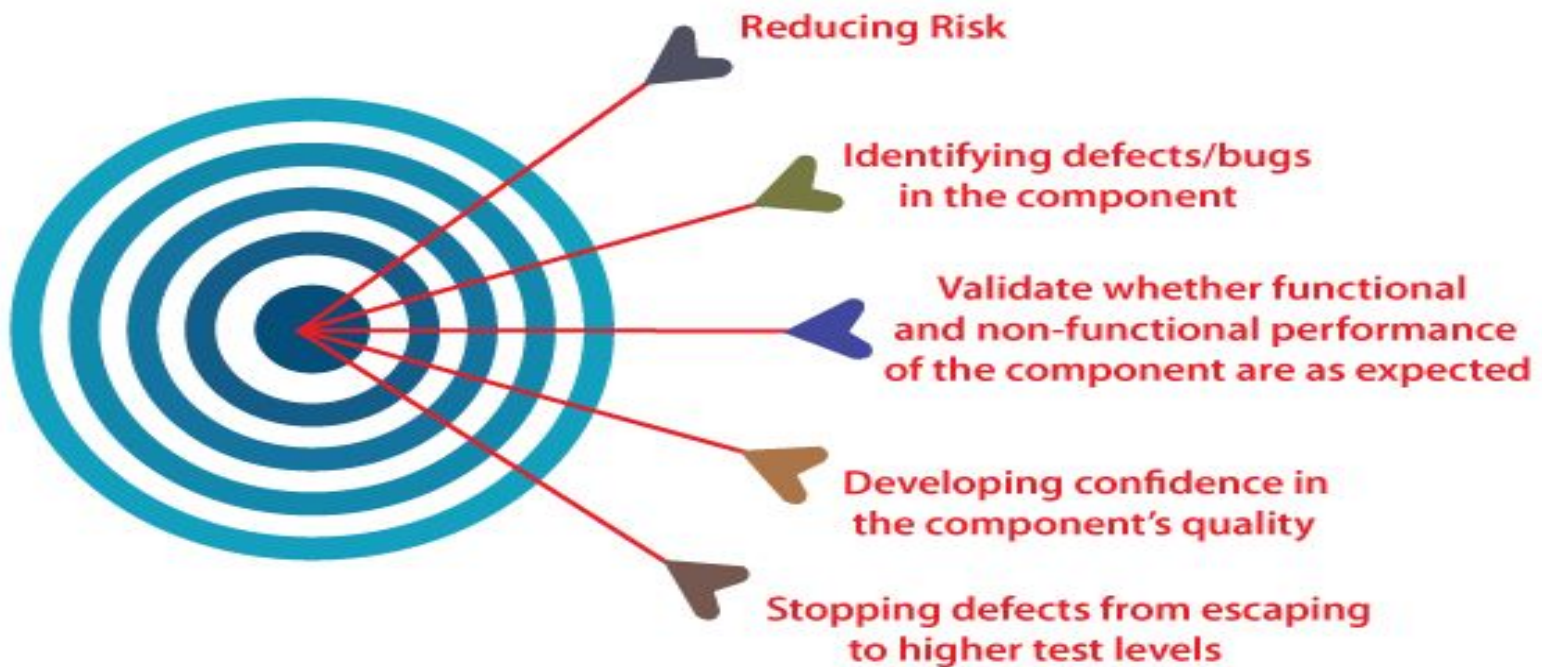 Reducing Risk
Identifying defects/bugs
in the component
Validate whether functional
and non-functional performance
of the component are as expected
Developing confidence in
the component's quality
Stopping defects from escaping
to higher test levels